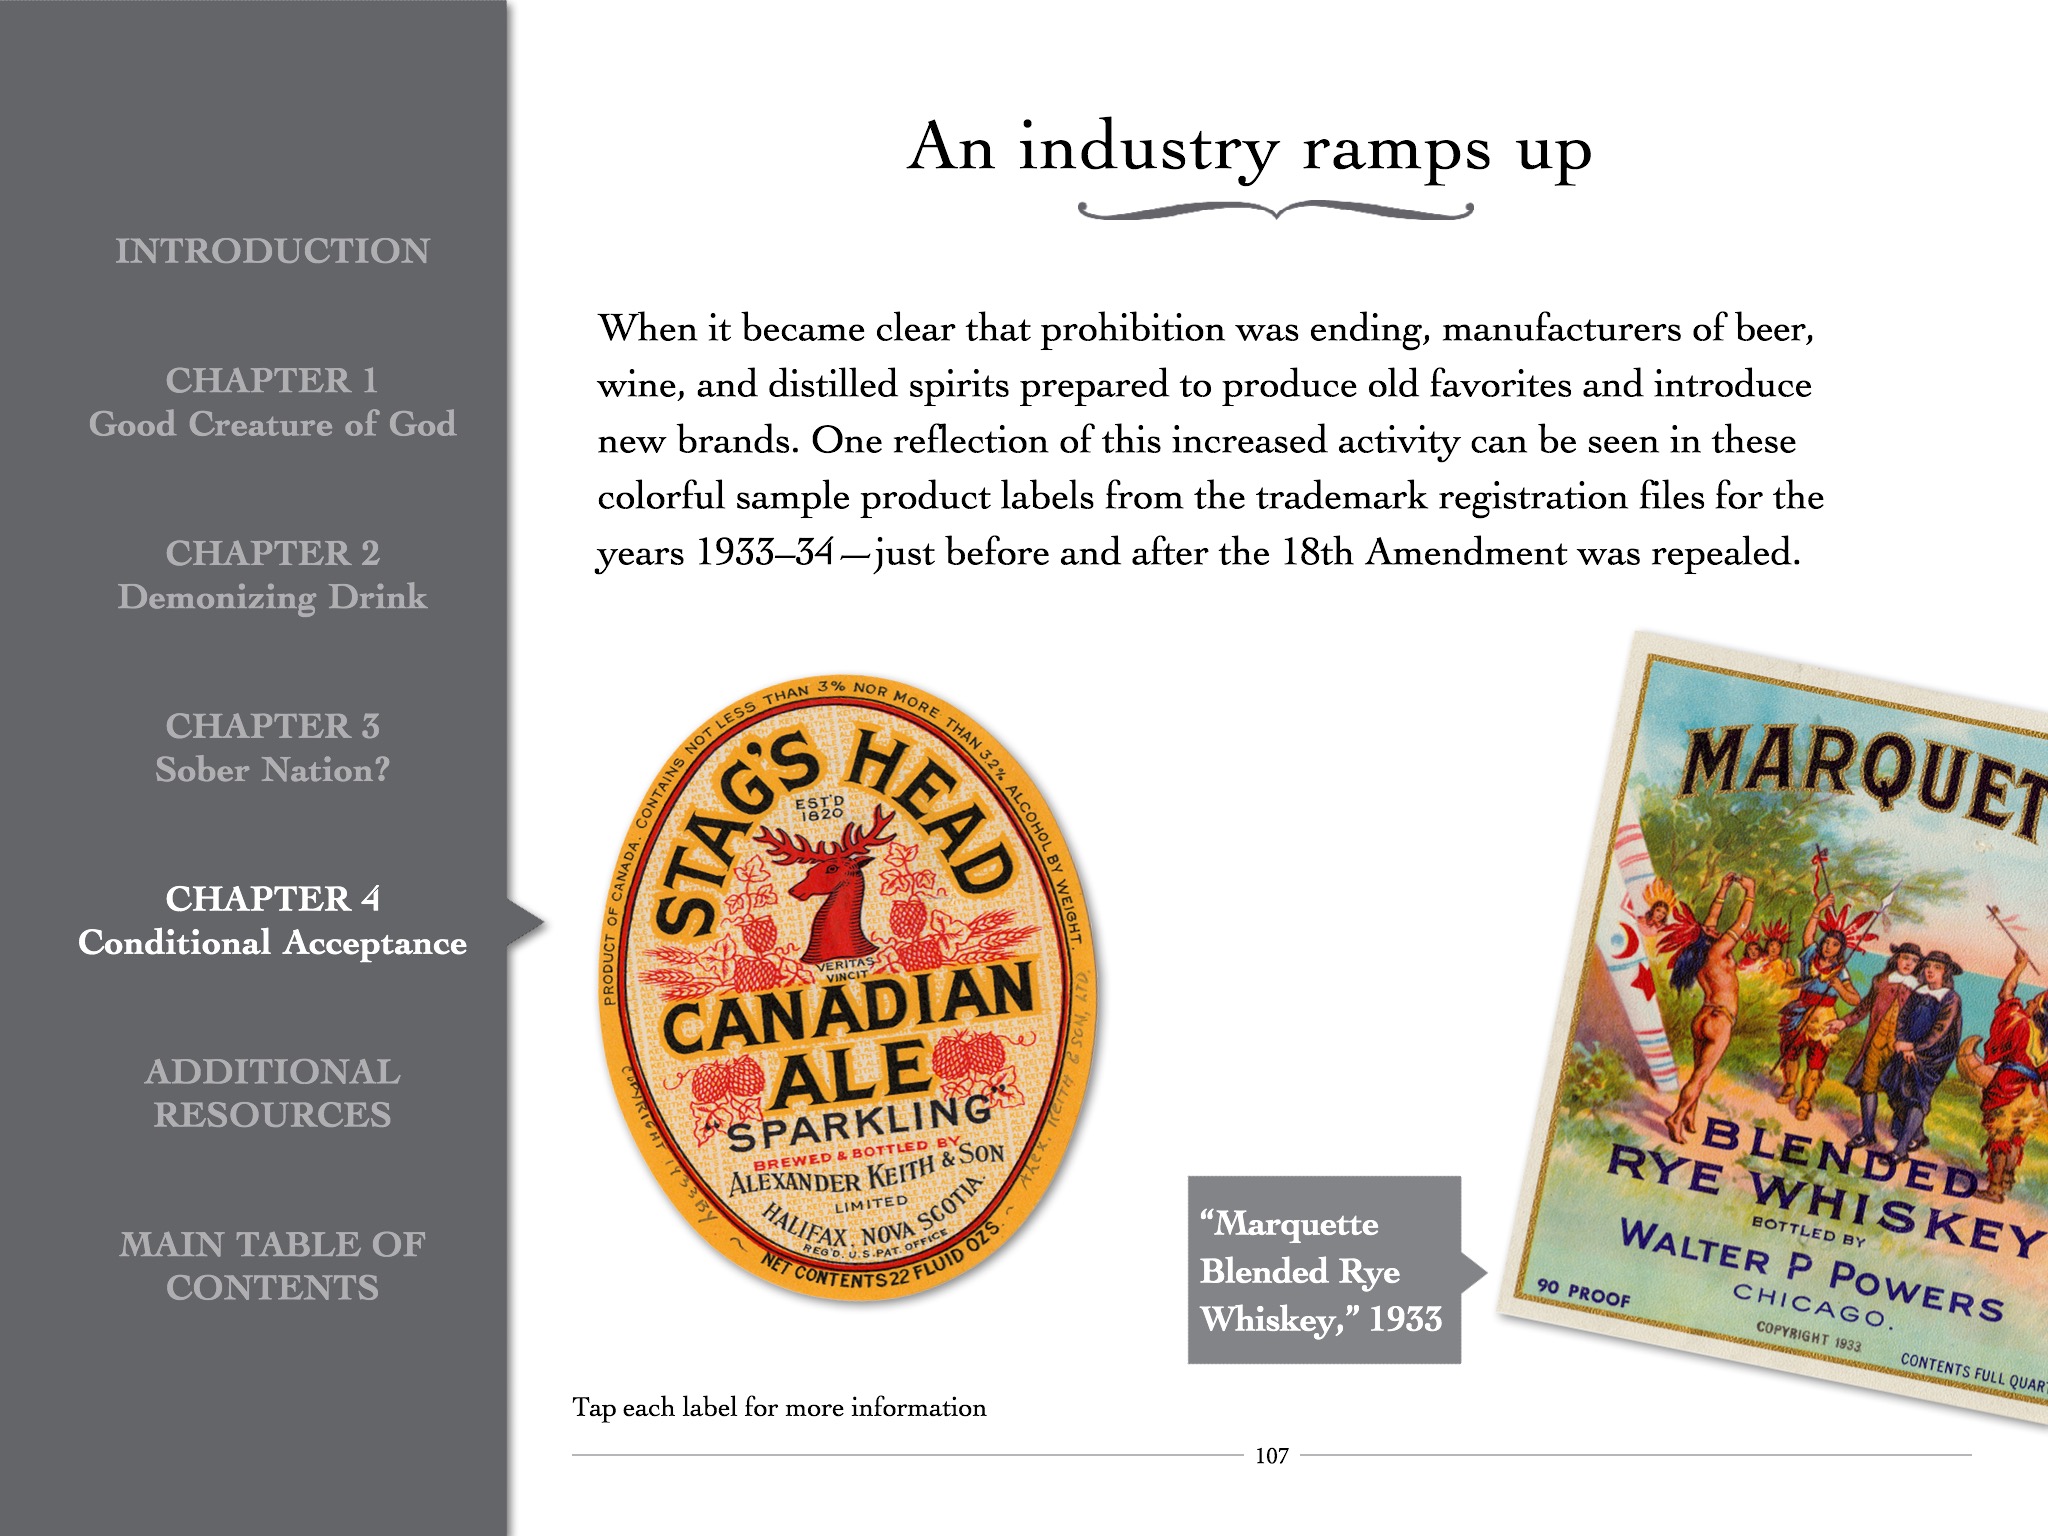 INTRODUCTION
CHAPTER 1
Good Creature of God
CHAPTER 2
Demonizing Drink
CHAPTER 3
Sober Nation?
CHAPTER 4
Conditional Acceptance
ADDITIONAL
RESOURCES
MAIN TABLE OF
CONTENTS
An industry ramps up
When it became clear that prohibition was ending, manufacturers of beer,
wine, and distilled spirits prepared to produce old favorites and introduce
new brands. One reflection of this increased activity can be seen in these
colorful sample product labels from the trademark registration files for the
years 1933–34—just before and after the 18th Amendment was repealed.
PRODUCT OF CANADA. CONTAINS NOT LESS THAN 3% NOR MORE THAN 3.2% ALCOHOL BY WEIGHT.
STAG'S HEAD
EST'D
1820
VERITAS
VINCIT
CANADIAN
ALE
"SPARKLING"
BREWED & BOTTLED BY
ALEXANDER KEITH & SON
LIMITED
HALIFAX, NOVA SCOTIA.
REG'D. U.S. PAT. OFFICE
NET CONTENTS 22 FLUID OZS.
COPYRIGHT 1933 BY
ALEX. KEITH & SON, LTD.
“Marquette
Blended Rye
Whiskey,” 1933
MARQUET
BLENDED
RYE WHISKEY
BOTTLED BY
WALTER P POWERS
CHICAGO.
90 PROOF
COPYRIGHT 1933
CONTENTS FULL QUAR
Tap each label for more information
107